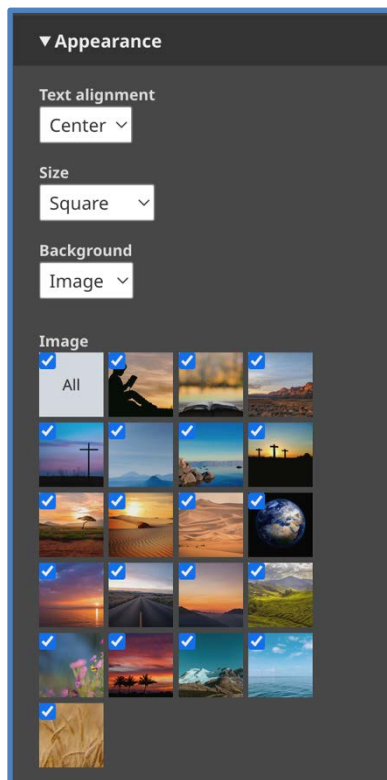 Appearance
Text alignment
Center
Size
Square
Background
Image
Image
All